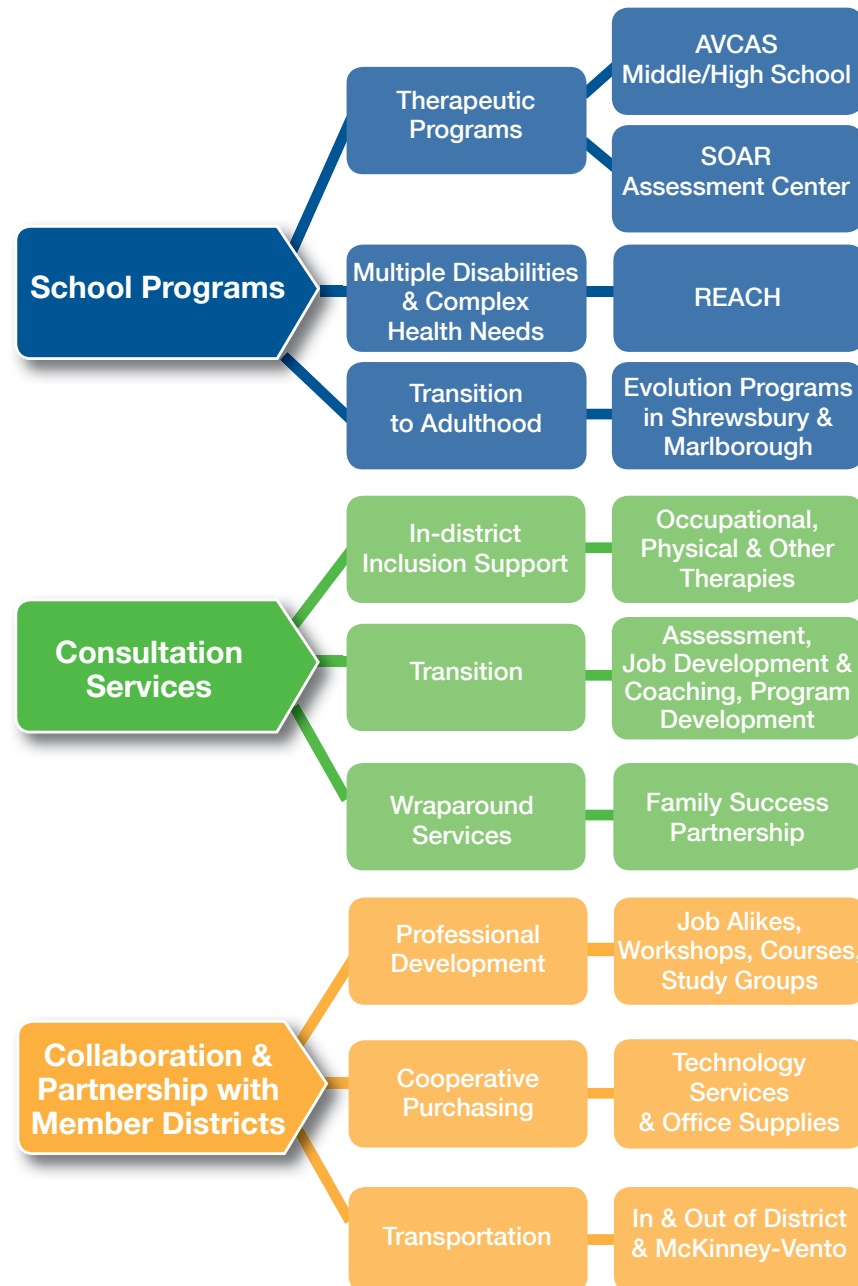 School Programs
Therapeutic
Programs
AVCAS
Middle/High School
SOAR
Assessment Center
Multiple Disabilities
& Complex
Health Needs
REACH
Transition
to Adulthood
Evolution Programs
in Shrewsbury &
Marlborough
Consultation
Services
In-district
Inclusion Support
Occupational,
Physical & Other
Therapies
Transition
Assessment,
Job Development &
Coaching, Program
Development
Wraparound
Services
Family Success
Partnership
Collaboration &
Partnership with
Member Districts
Professional
Development
Job Alikes,
Workshops, Courses,
Study Groups
Cooperative
Purchasing
Technology
Services
& Office Supplies
Transportation
In & Out of District
& McKinney-Vento